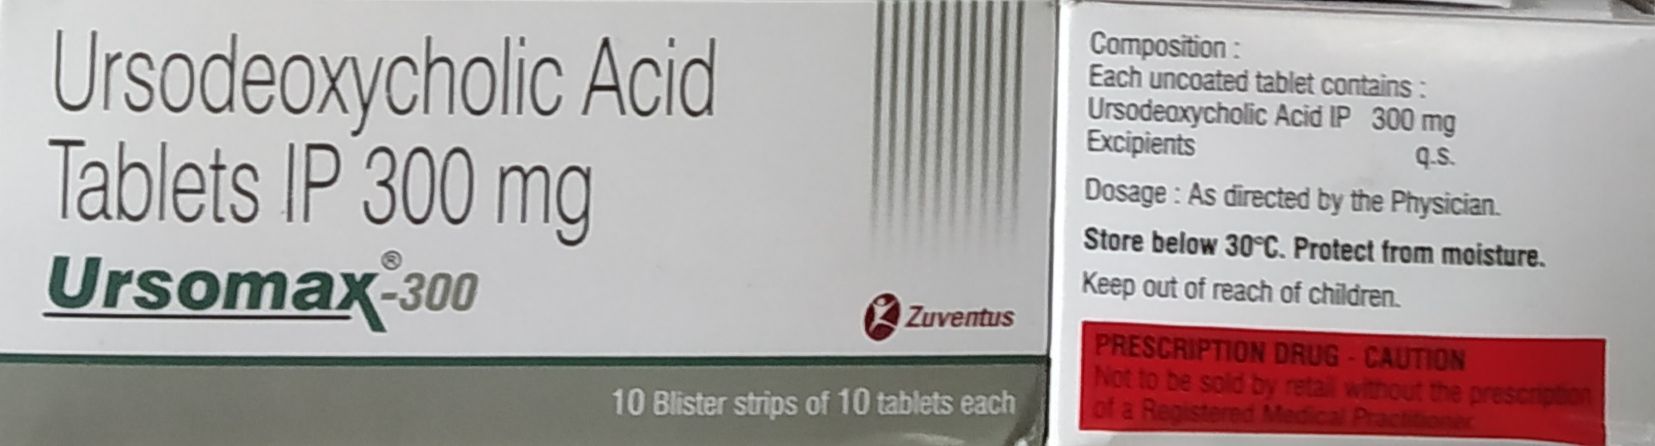 Ursodeoxycholic Acid
Tablets IP 300 mg
Ursomax®-300
Zuventus
10 Blister strips of 10 tablets each
Composition :
Each uncoated tablet contains :
Ursodeoxycholic Acid IP 300 mg
Excipients q.s.
Dosage : As directed by the Physician.
Store below 30°C. Protect from moisture.
Keep out of reach of children.
PRESCRIPTION DRUG - CAUTION
Not to be sold by retail without the prescription
of a Registered Medical Practitioner.